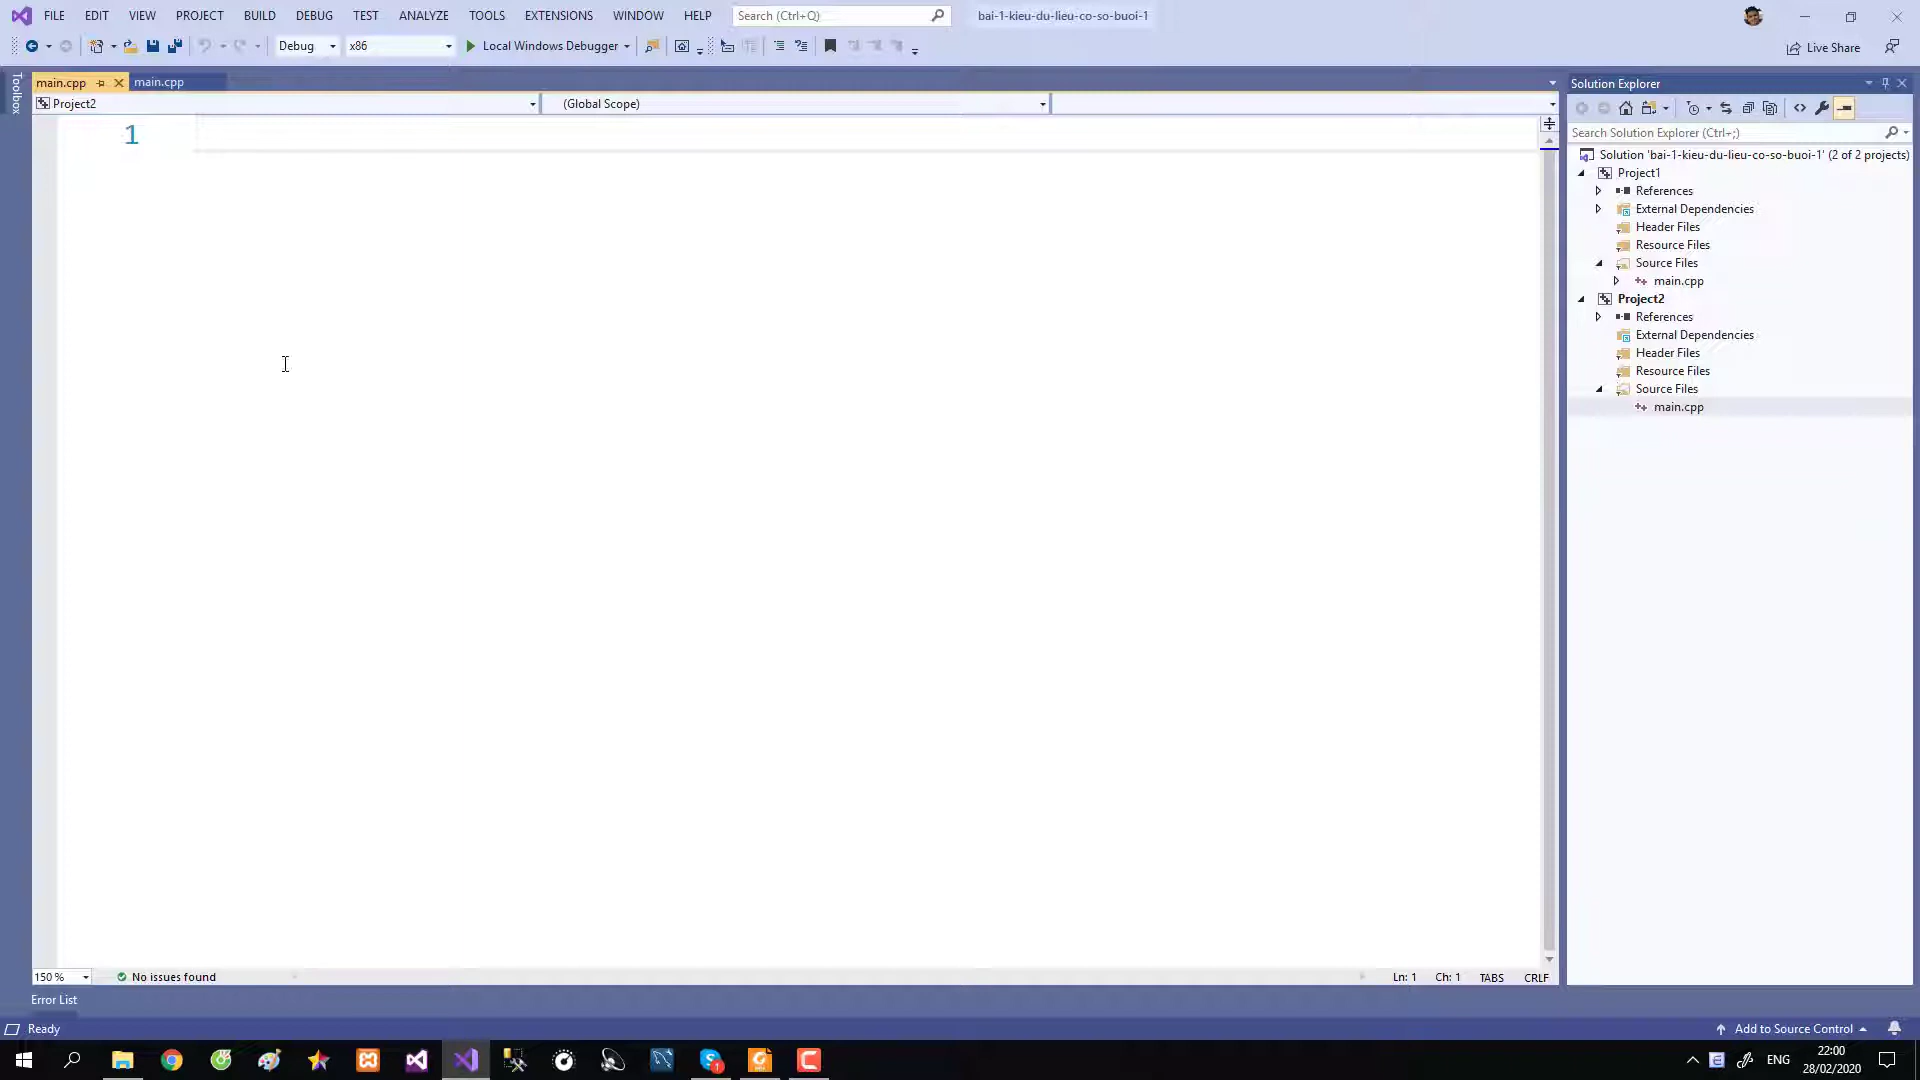 FILE EDIT VIEW PROJECT BUILD DEBUG TEST ANALYZE TOOLS EXTENSIONS WINDOW HELP Search (Ctrl+Q) bai-1-kieu-du-lieu-co-so-buoi-1
Debug x86 Local Windows Debugger Live Share
Toolbox
main.cpp main.cpp
Project2 (Global Scope)
1
Solution Explorer
Search Solution Explorer (Ctrl+;)
Solution 'bai-1-kieu-du-lieu-co-so-buoi-1' (2 of 2 projects)
Project1
References
External Dependencies
Header Files
Resource Files
Source Files
main.cpp
Project2
References
External Dependencies
Header Files
Resource Files
Source Files
main.cpp
150 % No issues found Ln: 1 Ch: 1 TABS CRLF
Error List
Ready Add to Source Control
ENG 22:00
28/02/2020